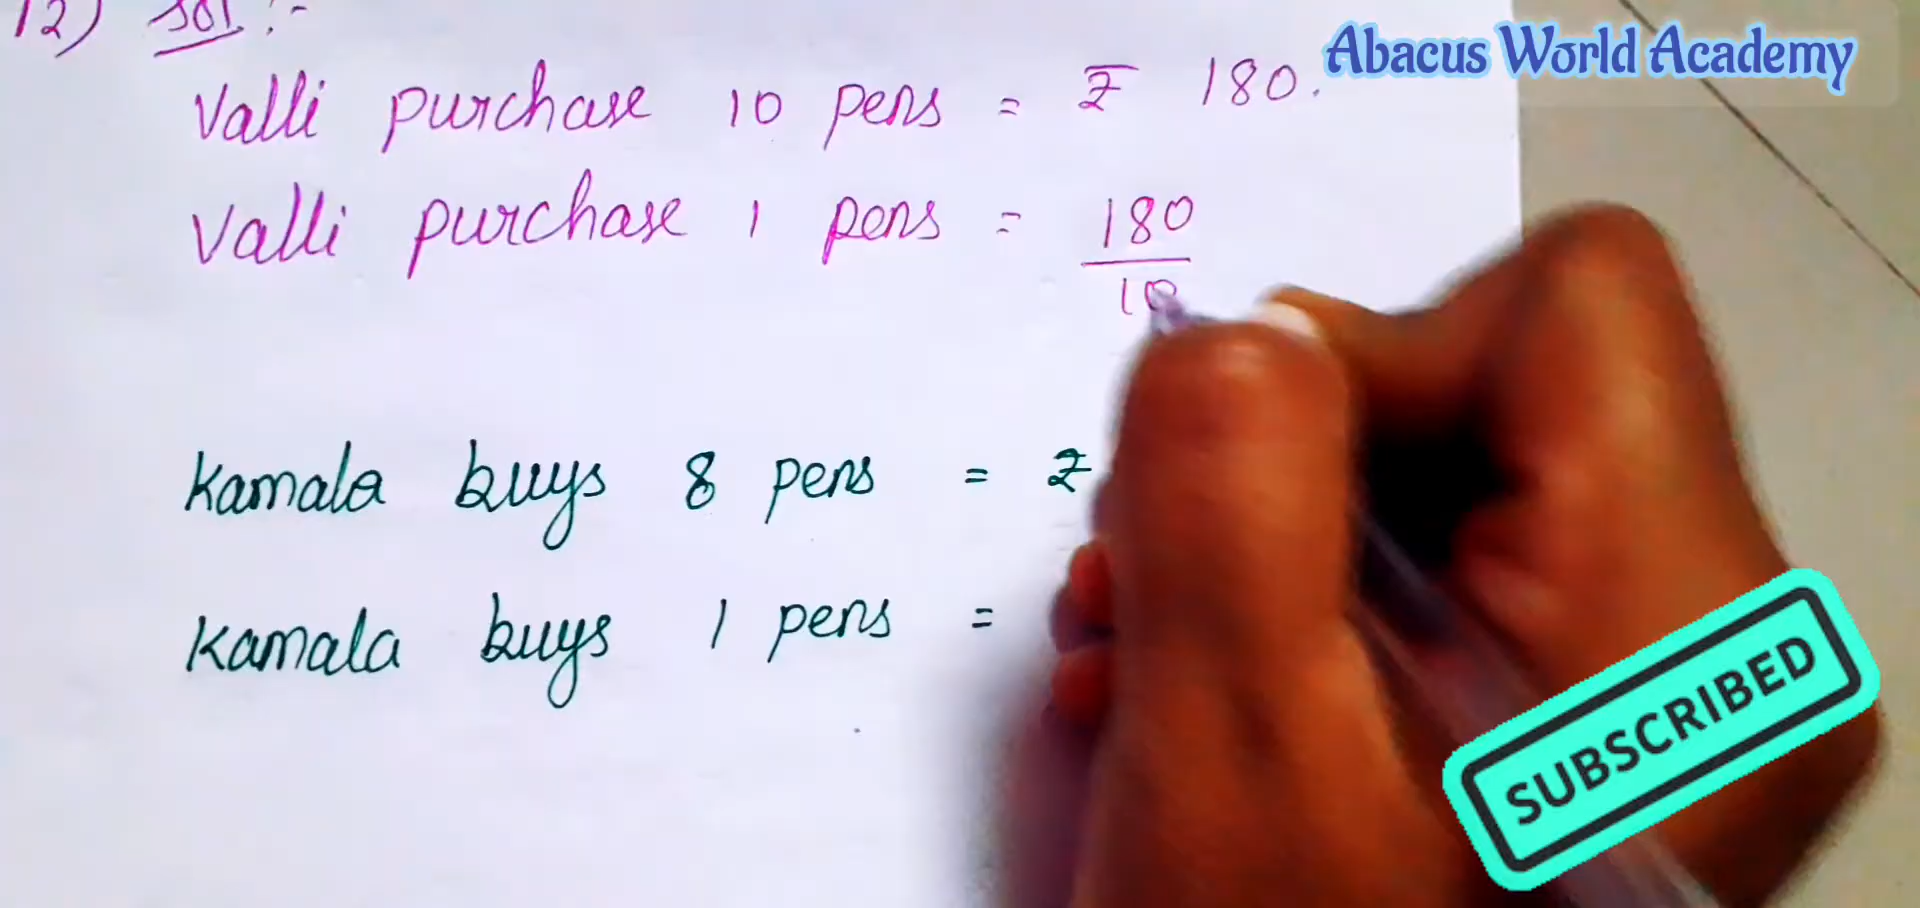 12) Sol :-
Abacus World Academy
Valli purchase 10 pens = ₹ 180.
Valli purchase 1 pens = 180
10
Kamala buys 8 pens = ₹
Kamala buys 1 pens =
SUBSCRIBED